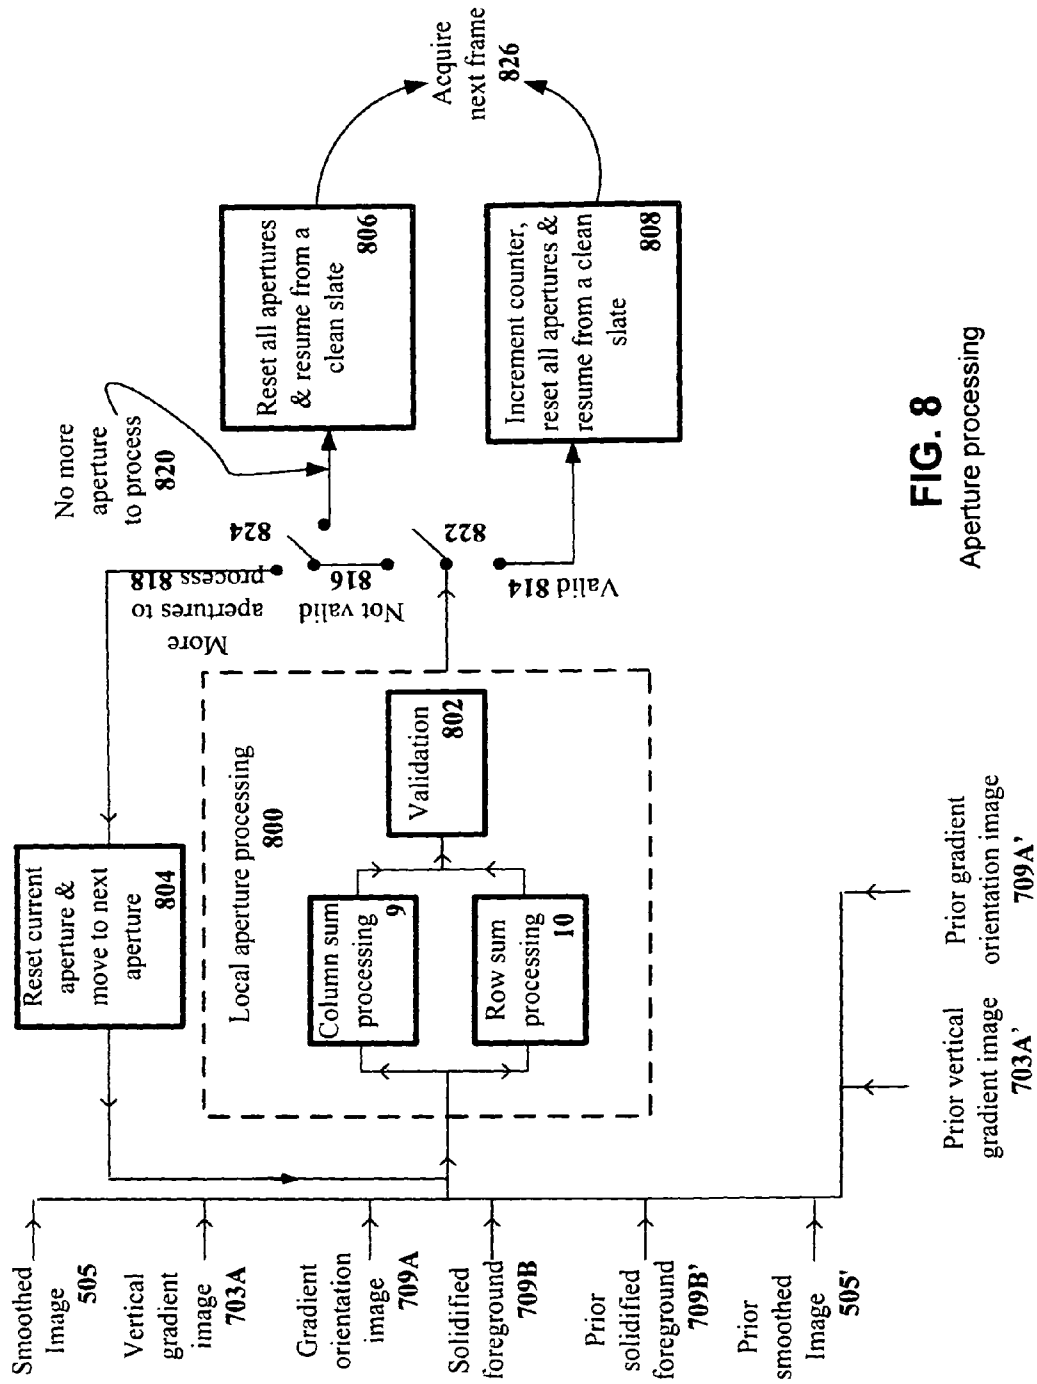 Smoothed
Image
505
Vertical
gradient
image
703A
Gradient
orientation
image
709A
Solidified
foreground
709B
Prior
solidified
foreground
709B'
Prior
smoothed
Image
505'
Prior vertical
gradient image
703A'
Prior gradient
orientation image
709A'
Reset current
aperture &
move to next
aperture
804
Local aperture processing
800
Column sum
processing
9
Row sum
processing
10
Validation
802
More
apertures to
process 818
Not valid
816
Valid 814
824
822
No more
aperture
to process
820
Reset all apertures
& resume from a
clean slate
806
Increment counter,
reset all apertures &
resume from a clean
slate
808
Acquire
next frame
826
FIG. 8
Aperture processing